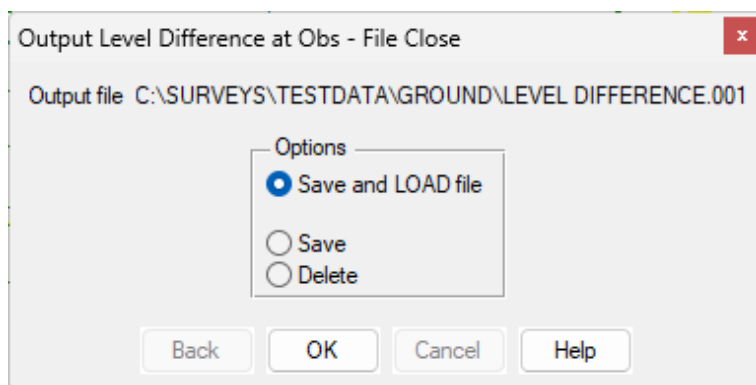 Output Level Difference at Obs - File Close
x
Output file C:\SURVEYS\TESTDATA\GROUND\LEVEL DIFFERENCE.001
Options
Save and LOAD file
Save
Delete
Back OK Cancel Help